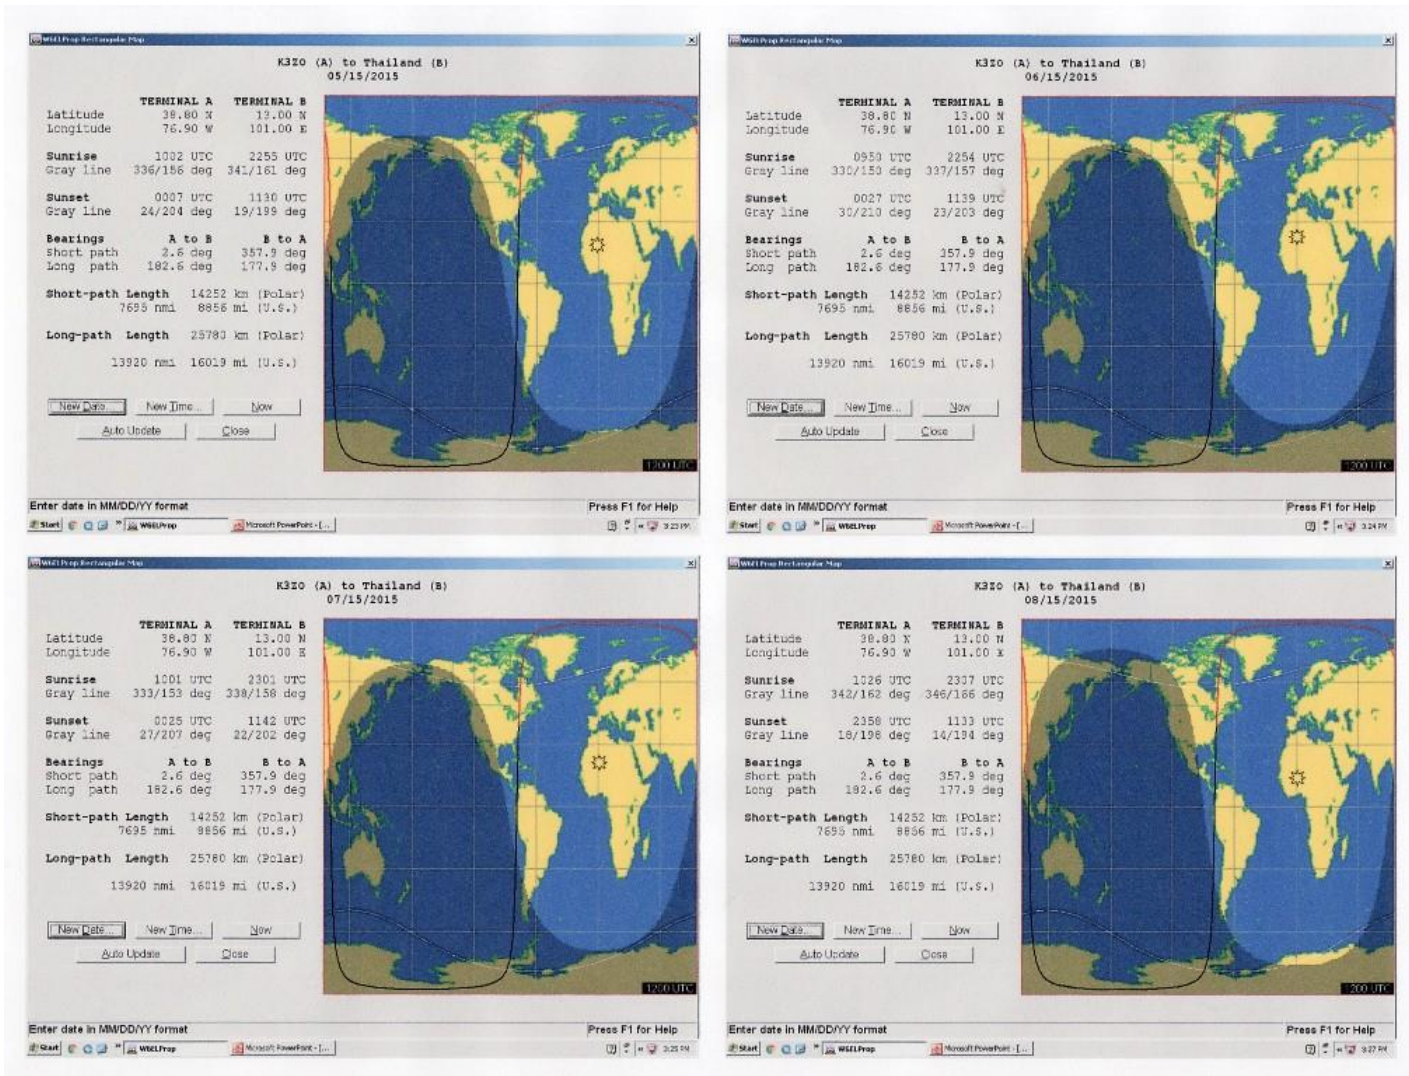 W6ELProp Rectangular Map
K3ZO (A) to Thailand (B)
05/15/2015
TERMINAL A TERMINAL B
Latitude 38.80 N 13.00 N
Longitude 76.90 W 101.00 E
Sunrise 1002 UTC 2255 UTC
Gray line 336/156 deg 341/161 deg
Sunset 0007 UTC 1130 UTC
Gray line 24/204 deg 19/199 deg
Bearings A to B B to A
Short path 2.6 deg 357.9 deg
Long path 182.6 deg 177.9 deg
Short-path Length 14252 km (Polar)
7695 nmi 8856 mi (U.S.)
Long-path Length 25780 km (Polar)
13920 nmi 16019 mi (U.S.)
New Date... New Time... Now
Auto Update Close
1200 UTC
Enter date in MM/DD/YY format Press F1 for Help
Start W6ELProp Microsoft PowerPoint - [... 3:23 PM
W6ELProp Rectangular Map
K3ZO (A) to Thailand (B)
06/15/2015
TERMINAL A TERMINAL B
Latitude 38.80 N 13.00 N
Longitude 76.90 W 101.00 E
Sunrise 0950 UTC 2254 UTC
Gray line 330/150 deg 337/157 deg
Sunset 0027 UTC 1139 UTC
Gray line 30/210 deg 23/203 deg
Bearings A to B B to A
Short path 2.6 deg 357.9 deg
Long path 182.6 deg 177.9 deg
Short-path Length 14252 km (Polar)
7695 nmi 8856 mi (U.S.)
Long-path Length 25780 km (Polar)
13920 nmi 16019 mi (U.S.)
New Date... New Time... Now
Auto Update Close
1200 UTC
Enter date in MM/DD/YY format Press F1 for Help
Start W6ELProp Microsoft PowerPoint - [... 3:24 PM
W6ELProp Rectangular Map
K3ZO (A) to Thailand (B)
07/15/2015
TERMINAL A TERMINAL B
Latitude 38.80 N 13.00 N
Longitude 76.90 W 101.00 E
Sunrise 1001 UTC 2301 UTC
Gray line 333/153 deg 338/158 deg
Sunset 0025 UTC 1142 UTC
Gray line 27/207 deg 22/202 deg
Bearings A to B B to A
Short path 2.6 deg 357.9 deg
Long path 182.6 deg 177.9 deg
Short-path Length 14252 km (Polar)
7695 nmi 8856 mi (U.S.)
Long-path Length 25780 km (Polar)
13920 nmi 16019 mi (U.S.)
New Date... New Time... Now
Auto Update Close
1200 UTC
Enter date in MM/DD/YY format Press F1 for Help
Start W6ELProp Microsoft PowerPoint - [... 3:25 PM
W6ELProp Rectangular Map
K3ZO (A) to Thailand (B)
08/15/2015
TERMINAL A TERMINAL B
Latitude 38.80 N 13.00 N
Longitude 76.90 W 101.00 E
Sunrise 1026 UTC 2307 UTC
Gray line 342/162 deg 346/166 deg
Sunset 2358 UTC 1133 UTC
Gray line 18/198 deg 14/194 deg
Bearings A to B B to A
Short path 2.6 deg 357.9 deg
Long path 182.6 deg 177.9 deg
Short-path Length 14252 km (Polar)
7695 nmi 8856 mi (U.S.)
Long-path Length 25780 km (Polar)
13920 nmi 16019 mi (U.S.)
New Date... New Time... Now
Auto Update Close
1200 UTC
Enter date in MM/DD/YY format Press F1 for Help
Start W6ELProp Microsoft PowerPoint - [... 3:27 PM